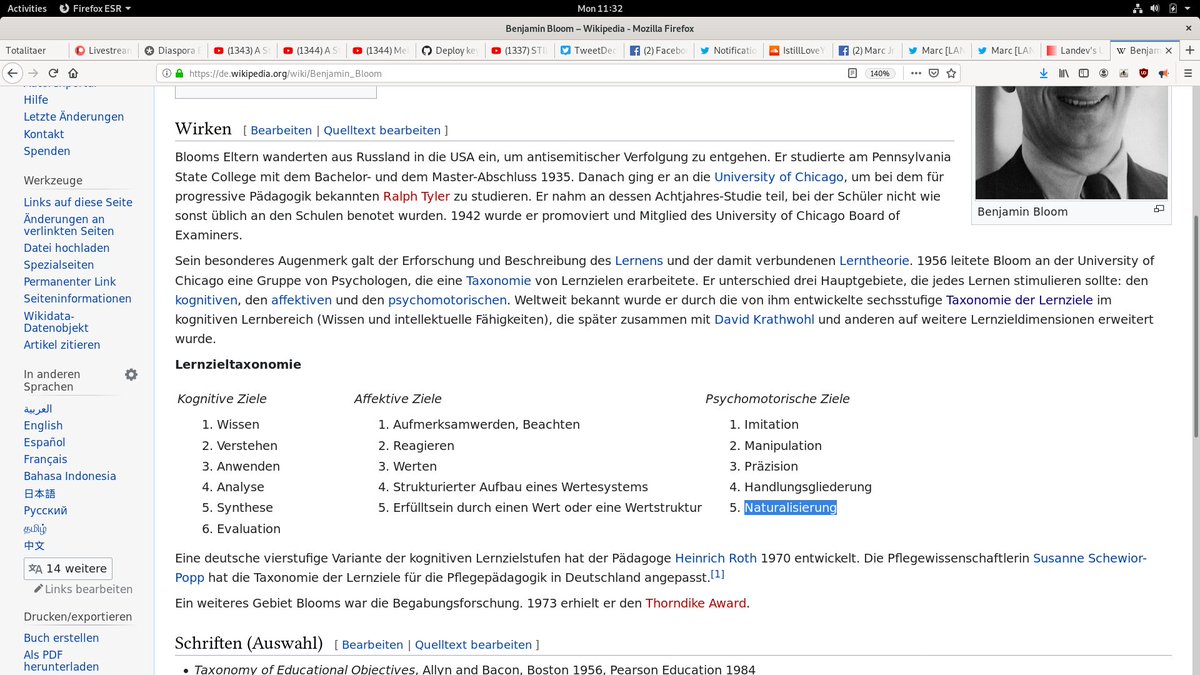 Activities Firefox ESR Mon 11:32
Benjamin Bloom – Wikipedia - Mozilla Firefox
Totalitaer Livestrean Diaspora (1343) A S (1344) A S (1344) Mei Deploy ke (1337) STI TweetDec (2) Faceb Notificatio IstillLoveY (2) Marc J Marc [LAN Marc [LAN Landev's Benjam
https://de.wikipedia.org/wiki/Benjamin_Bloom 140%
Hilfe
Letzte Änderungen
Kontakt
Spenden
Werkzeuge
Links auf diese Seite
Änderungen an
verlinkten Seiten
Datei hochladen
Spezialseiten
Permanenter Link
Seiteninformationen
Wikidata-
Datenobjekt
Artikel zitieren
In anderen
Sprachen
العربية
English
Español
Français
Bahasa Indonesia
日本語
Русский
தமிழ்
中文
14 weitere
Links bearbeiten
Drucken/exportieren
Buch erstellen
Als PDF
herunterladen
Wirken [ Bearbeiten | Quelltext bearbeiten ]
Blooms Eltern wanderten aus Russland in die USA ein, um antisemitischer Verfolgung zu entgehen. Er studierte am Pennsylvania
State College mit dem Bachelor- und dem Master-Abschluss 1935. Danach ging er an die University of Chicago, um bei dem für
progressive Pädagogik bekannten Ralph Tyler zu studieren. Er nahm an dessen Achtjahres-Studie teil, bei der Schüler nicht wie
sonst üblich an den Schulen benotet wurden. 1942 wurde er promoviert und Mitglied des University of Chicago Board of
Examiners.
Benjamin Bloom
Sein besonderes Augenmerk galt der Erforschung und Beschreibung des Lernens und der damit verbundenen Lerntheorie. 1956 leitete Bloom an der University of
Chicago eine Gruppe von Psychologen, die eine Taxonomie von Lernzielen erarbeitete. Er unterschied drei Hauptgebiete, die jedes Lernen stimulieren sollte: den
kognitiven, den affektiven und den psychomotorischen. Weltweit bekannt wurde er durch die von ihm entwickelte sechsstufige Taxonomie der Lernziele im
kognitiven Lernbereich (Wissen und intellektuelle Fähigkeiten), die später zusammen mit David Krathwohl und anderen auf weitere Lernzieldimensionen erweitert
wurde.
Lernzieltaxonomie
Kognitive Ziele
1. Wissen
2. Verstehen
3. Anwenden
4. Analyse
5. Synthese
6. Evaluation
Affektive Ziele
1. Aufmerksamwerden, Beachten
2. Reagieren
3. Werten
4. Strukturierter Aufbau eines Wertesystems
5. Erfülltsein durch einen Wert oder eine Wertstruktur
Psychomotorische Ziele
1. Imitation
2. Manipulation
3. Präzision
4. Handlungsgliederung
5. Naturalisierung
Eine deutsche vierstufige Variante der kognitiven Lernzielstufen hat der Pädagoge Heinrich Roth 1970 entwickelt. Die Pflegewissenschaftlerin Susanne Schewior-
Popp hat die Taxonomie der Lernziele für die Pflegepädagogik in Deutschland angepasst.[1]
Ein weiteres Gebiet Blooms war die Begabungsforschung. 1973 erhielt er den Thorndike Award.
Schriften (Auswahl) [ Bearbeiten | Quelltext bearbeiten ]
• Taxonomy of Educational Objectives, Allyn and Bacon, Boston 1956, Pearson Education 1984